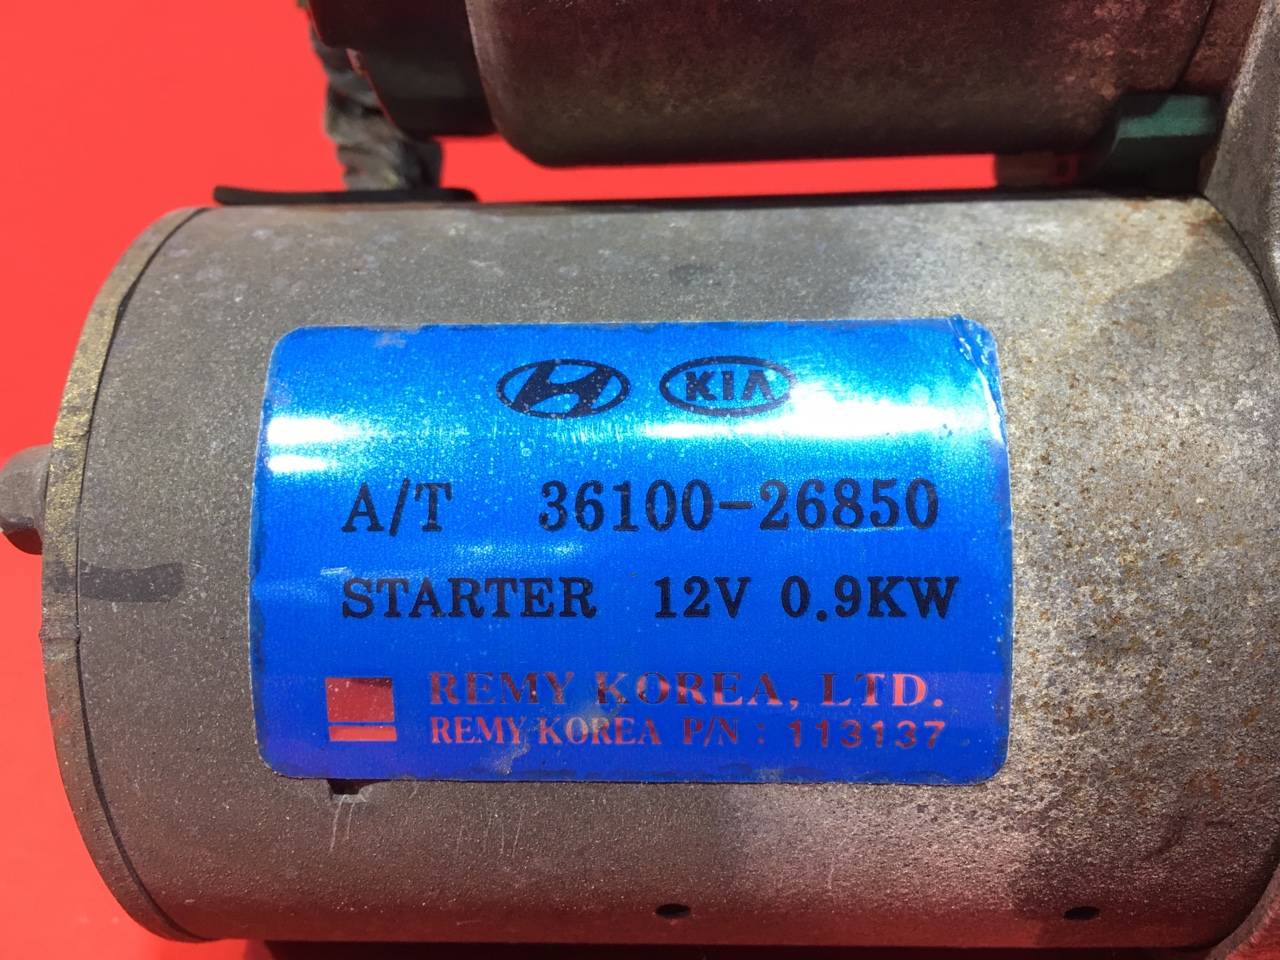 KIA
A/T 36100-26850
STARTER 12V 0.9KW
REMY KOREA, LTD.
REMY KOREA P/N : 113137